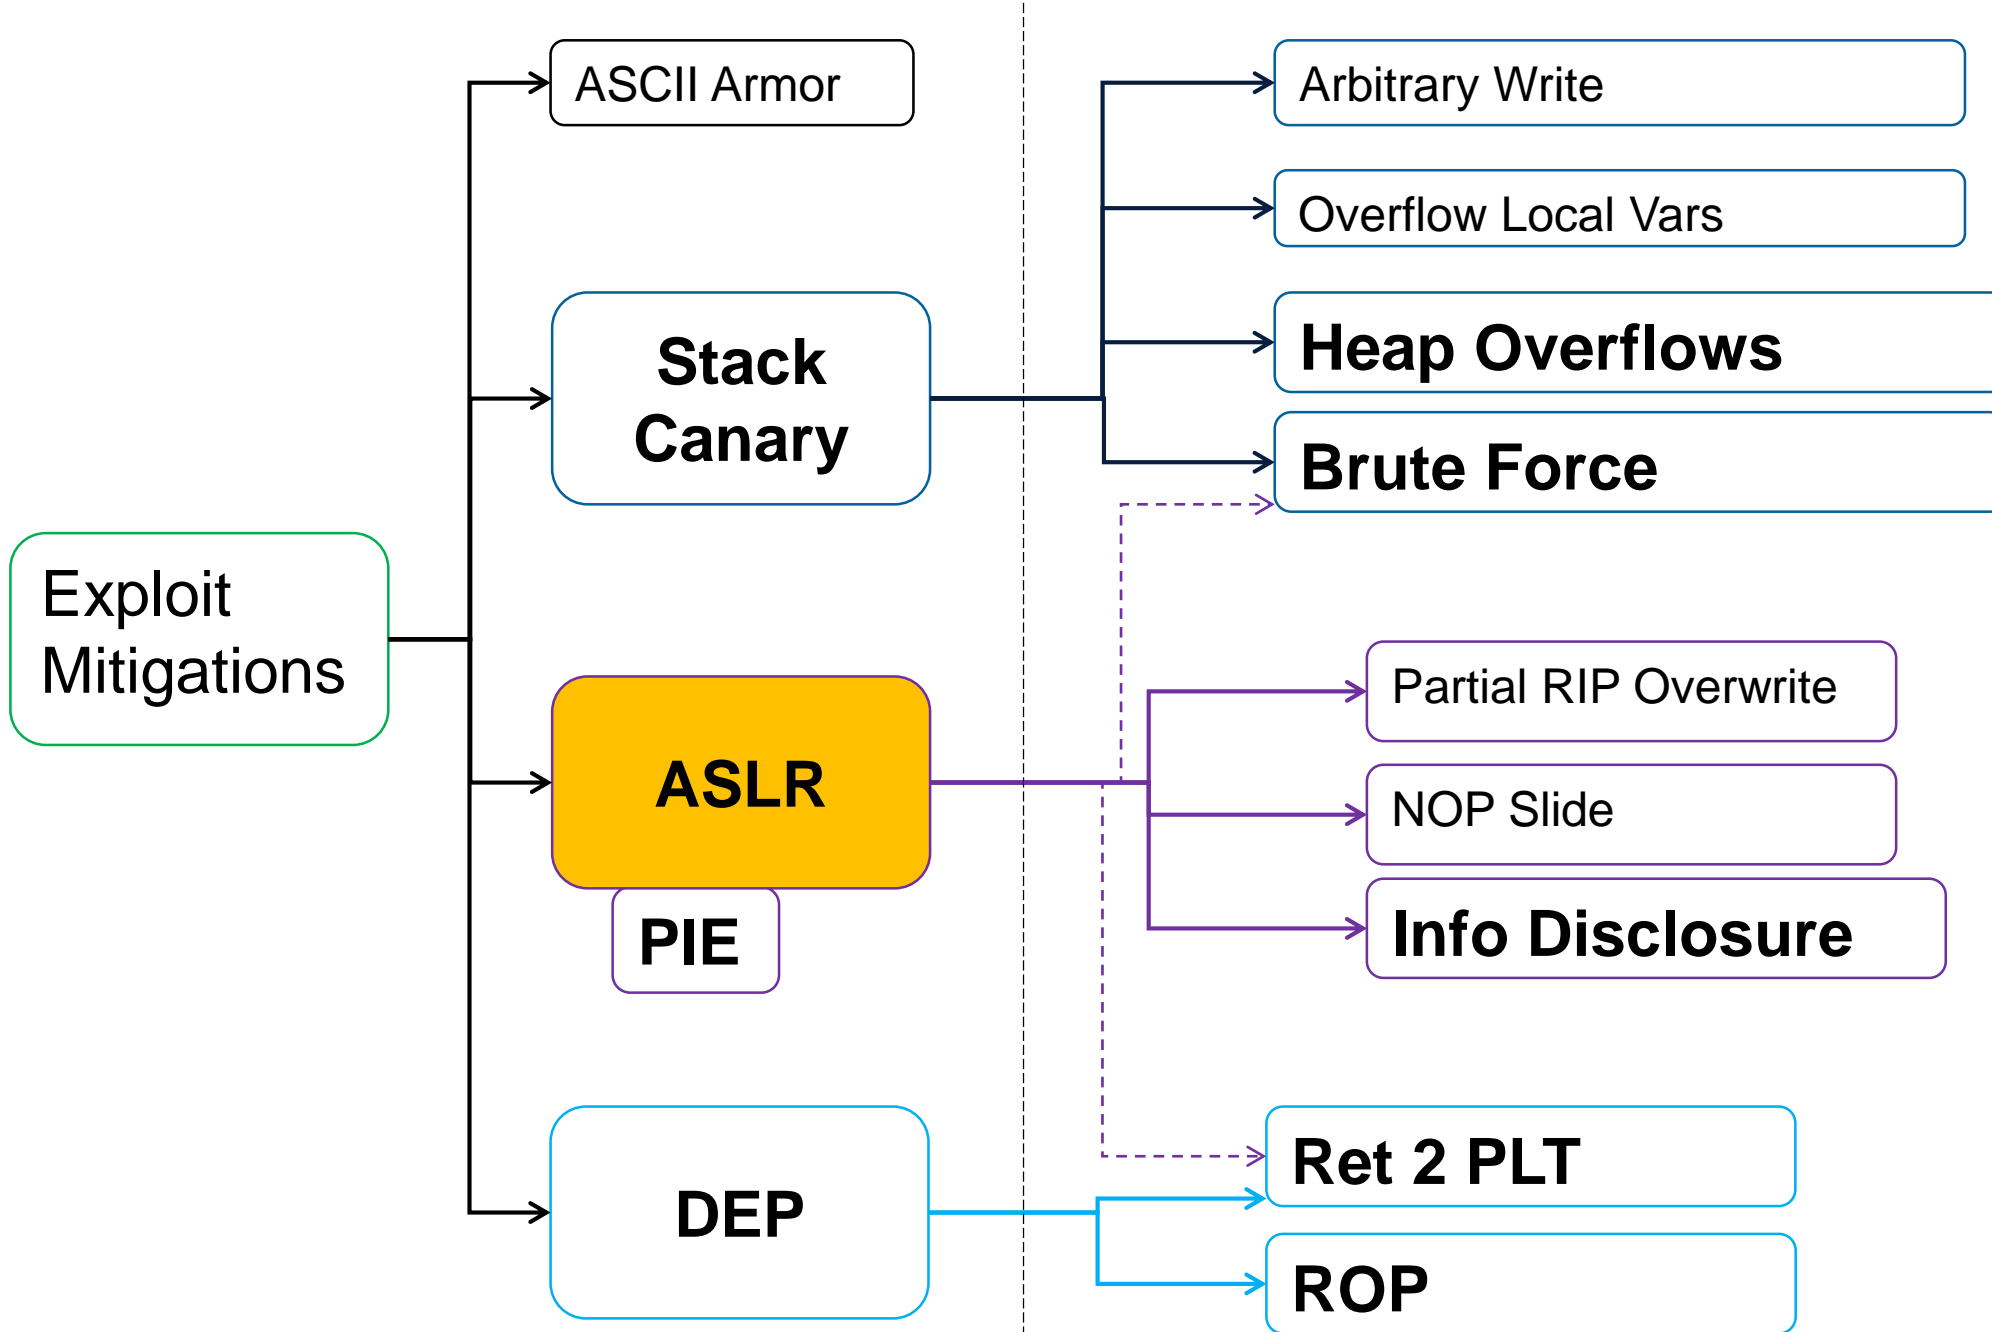 ASCII Armor
Arbitrary Write
Overflow Local Vars
Stack
Canary
Heap Overflows
Brute Force
Exploit
Mitigations
Partial RIP Overwrite
ASLR
NOP Slide
PIE
Info Disclosure
DEP
Ret 2 PLT
ROP